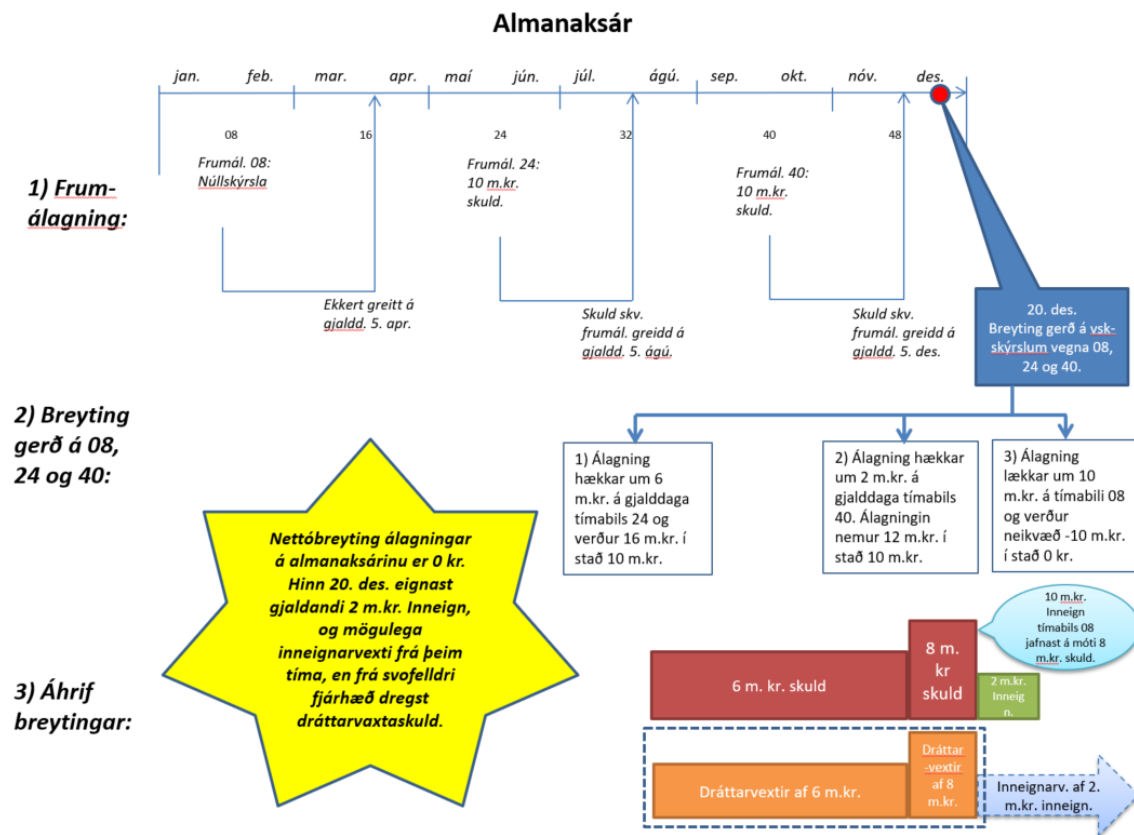 Almanaksár
jan. feb. mar. apr. maí jún. júl. ágú. sep. okt. nóv. des.
08 16 24 32 40 48
1) Frum-
álagning:
Frumál. 08:
Núllskýrsla
Frumál. 24:
10 m.kr.
skuld.
Frumál. 40:
10 m.kr.
skuld.
Ekkert greitt á
gjaldd. 5. apr.
Skuld skv.
frumál. greidd á
gjaldd. 5. ágú.
Skuld skv.
frumál. greidd á
gjaldd. 5. des.
20. des.
Breyting gerð á vsk-
skýrslum vegna 08,
24 og 40.
2) Breyting
gerð á 08,
24 og 40:
1) Álagning
hækkar um 6
m.kr. á gjalddaga
tímabils 24 og
verður 16 m.kr. í
stað 10 m.kr.
2) Álagning hækkar
um 2 m.kr. á
gjalddaga tímabils
40. Álagningin
nemur 12 m.kr. í
stað 10 m.kr.
3) Álagning
lækkar um 10
m.kr. á tímabili 08
og verður
neikvæð -10 m.kr.
í stað 0 kr.
Nettóbreyting álagningar
á almanaksárinu er 0 kr.
Hinn 20. des. eignast
gjaldandi 2 m.kr. Inneign,
og mögulega
inneignarvexti frá þeim
tíma, en frá svofelldri
fjárhæð dregst
dráttarvaxtaskuld.
3) Áhrif
breytingar:
10 m.kr.
Inneign
tímabils 08
jafnast á móti 8
m.kr. skuld.
6 m. kr. skuld
8 m.
kr
skuld
2 m.kr.
Inneig
n.
Dráttarvextir af 6 m.kr.
Dráttar
-vextir
af 8
m.kr.
Inneignarv. af 2.
m.kr. inneign.